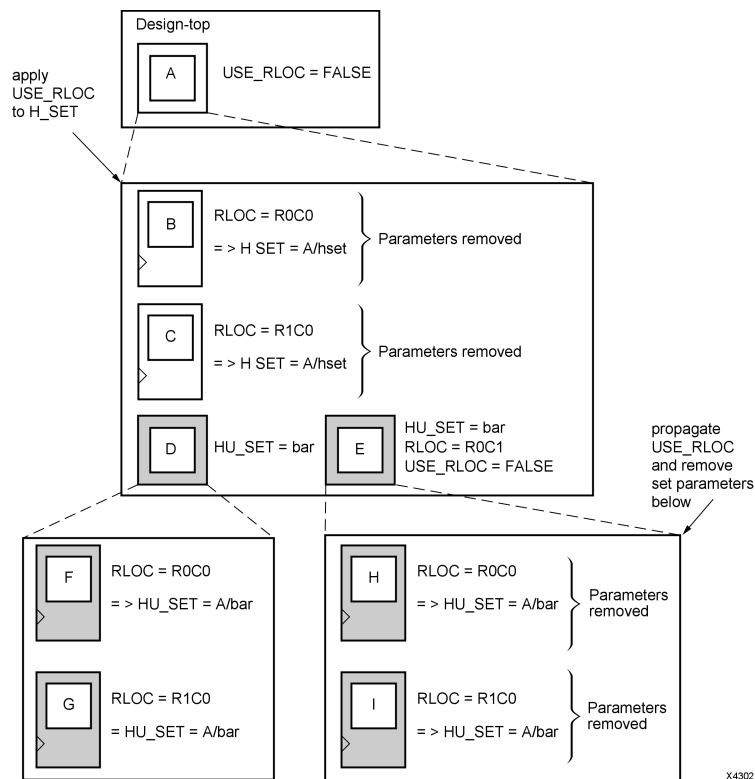 Design-top
A
USE_RLOC = FALSE
apply
USE_RLOC
to H_SET
B
RLOC = R0C0
= > H SET = A/hset
Parameters removed
C
RLOC = R1C0
= > H SET = A/hset
Parameters removed
D
HU_SET = bar
E
HU_SET = bar
RLOC = R0C1
USE_RLOC = FALSE
propagate
USE_RLOC
and remove
set parameters
below
F
RLOC = R0C0
= > HU_SET = A/bar
G
RLOC = R1C0
= HU_SET = A/bar
H
RLOC = R0C0
= > HU_SET = A/bar
Parameters
removed
I
RLOC = R1C0
= > HU_SET = A/bar
Parameters
removed
X4302